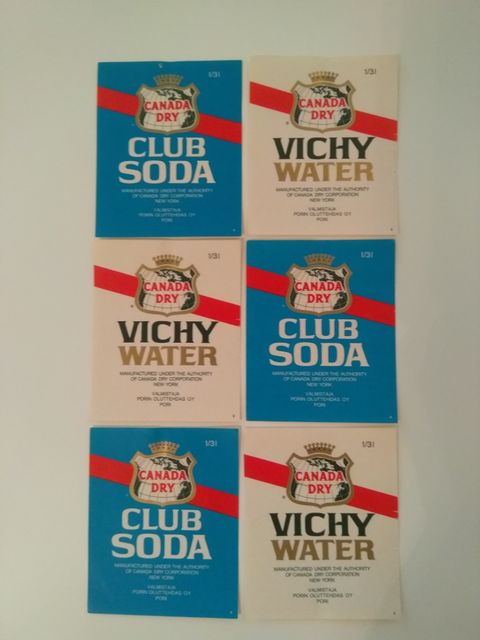 1/3 l
CANADA
DRY
CLUB
SODA
MANUFACTURED UNDER THE AUTHORITY
OF CANADA DRY CORPORATION
NEW YORK
VALMISTAJA
PORIN OLUTTEHDAS OY
PORI
1/3 l
CANADA
DRY
VICHY
WATER
MANUFACTURED UNDER THE AUTHORITY
OF CANADA DRY CORPORATION
NEW YORK
VALMISTAJA
PORIN OLUTTEHDAS OY
PORI
1/3 l
CANADA
DRY
VICHY
WATER
MANUFACTURED UNDER THE AUTHORITY
OF CANADA DRY CORPORATION
NEW YORK
VALMISTAJA
PORIN OLUTTEHDAS OY
PORI
1/3 l
CANADA
DRY
CLUB
SODA
MANUFACTURED UNDER THE AUTHORITY
OF CANADA DRY CORPORATION
NEW YORK
VALMISTAJA
PORIN OLUTTEHDAS OY
PORI
1/3 l
CANADA
DRY
CLUB
SODA
MANUFACTURED UNDER THE AUTHORITY
OF CANADA DRY CORPORATION
NEW YORK
VALMISTAJA
PORIN OLUTTEHDAS OY
PORI
1/3 l
CANADA
DRY
VICHY
WATER
MANUFACTURED UNDER THE AUTHORITY
OF CANADA DRY CORPORATION
NEW YORK
VALMISTAJA
PORIN OLUTTEHDAS OY
PORI